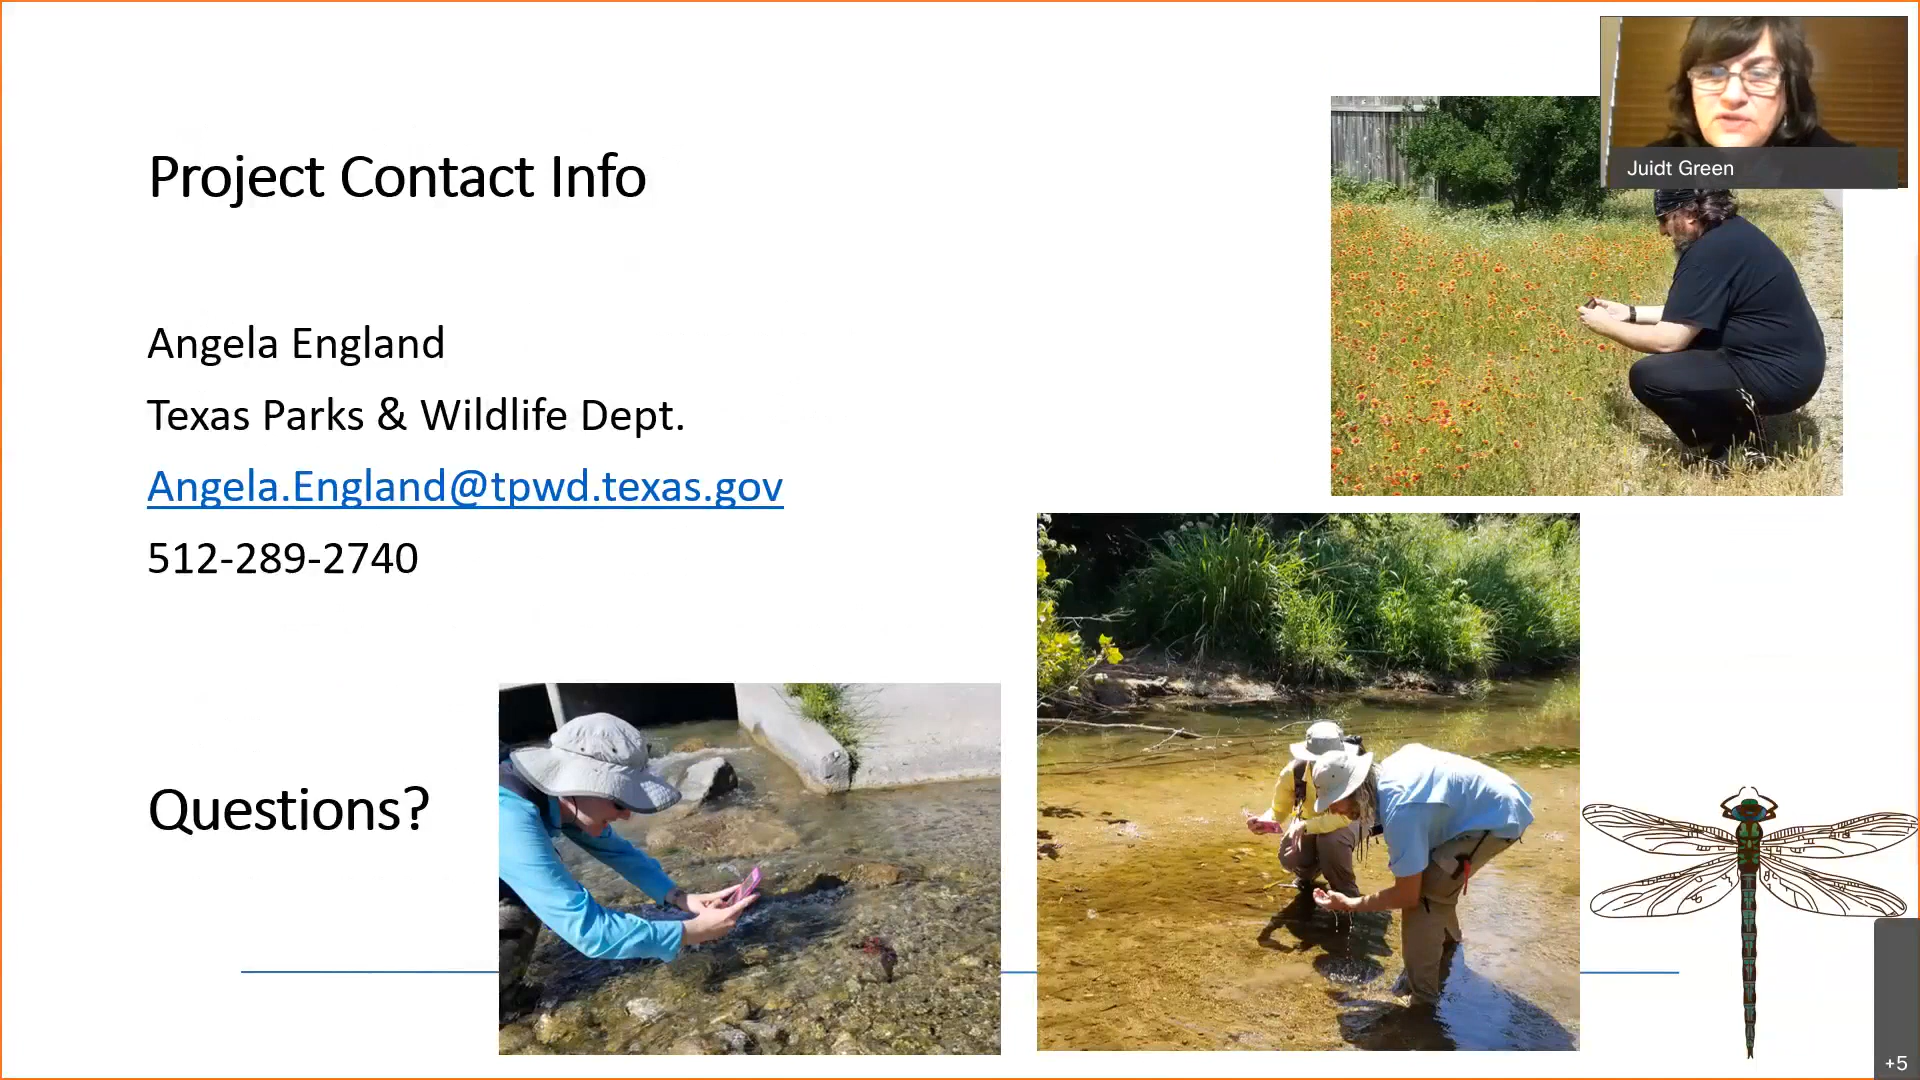 Juidt Green
Project Contact Info
Angela England
Texas Parks & Wildlife Dept.
Angela.England@tpwd.texas.gov
512-289-2740
Questions?
+5